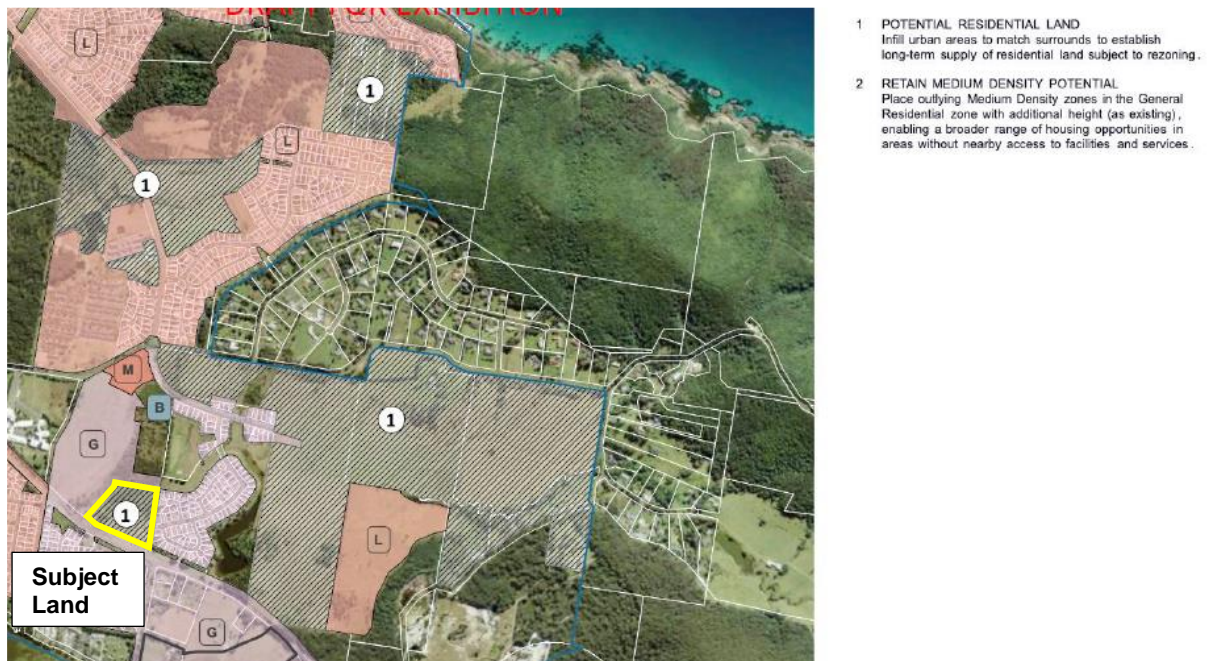 DRAFT FOR EXHIBITION
L
1
L
1
M
B
1
G
1
L
G
Subject
Land
1 POTENTIAL RESIDENTIAL LAND
Infill urban areas to match surrounds to establish
long-term supply of residential land subject to rezoning.
2 RETAIN MEDIUM DENSITY POTENTIAL
Place outlying Medium Density zones in the General
Residential zone with additional height (as existing),
enabling a broader range of housing opportunities in
areas without nearby access to facilities and services.